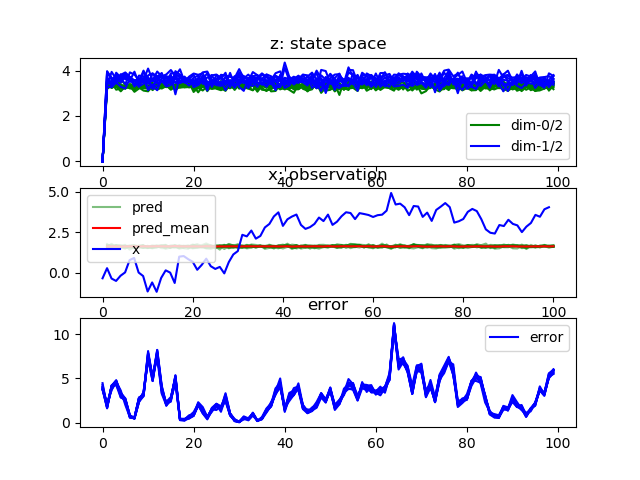 z: state space
4
2
0
dim-0/2
dim-1/2
0 20 40 60 80 100
x: observation
5.0
2.5
0.0
pred
pred_mean
x
0 20 40 60 80 100
error
10
5
0
error
0 20 40 60 80 100